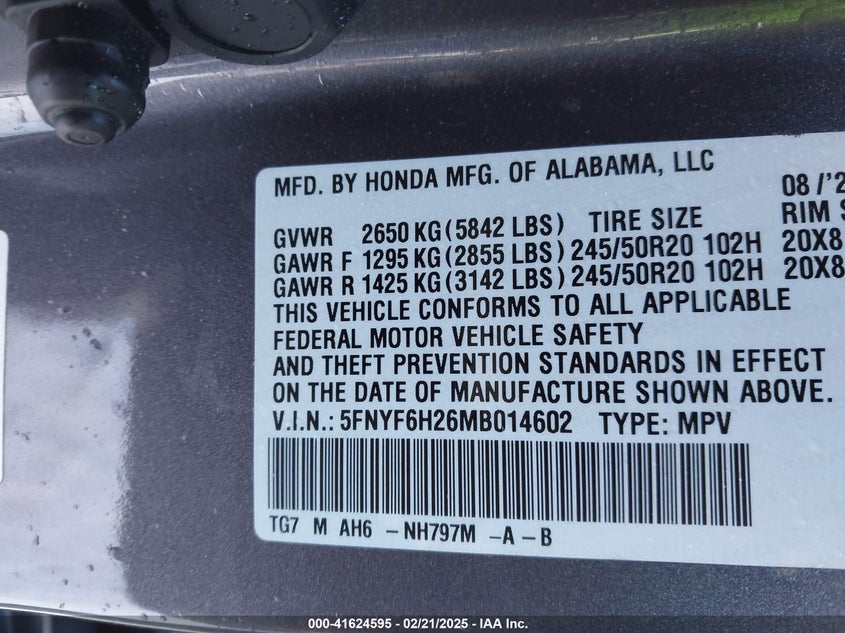 MFD. BY HONDA MFG. OF ALABAMA, LLC
08 /'2
GVWR 2650 KG (5842 LBS) TIRE SIZE RIM S
GAWR F 1295 KG (2855 LBS) 245/50R20 102H 20X8
GAWR R 1425 KG (3142 LBS) 245/50R20 102H 20X8
THIS VEHICLE CONFORMS TO ALL APPLICABLE
FEDERAL MOTOR VEHICLE SAFETY
AND THEFT PREVENTION STANDARDS IN EFFECT
ON THE DATE OF MANUFACTURE SHOWN ABOVE.
V.I.N.: 5FNYF6H26MB014602 TYPE: MPV
TG7 M AH6 - NH797M - A - B
000-41624595 - 02/21/2025 - IAA Inc.